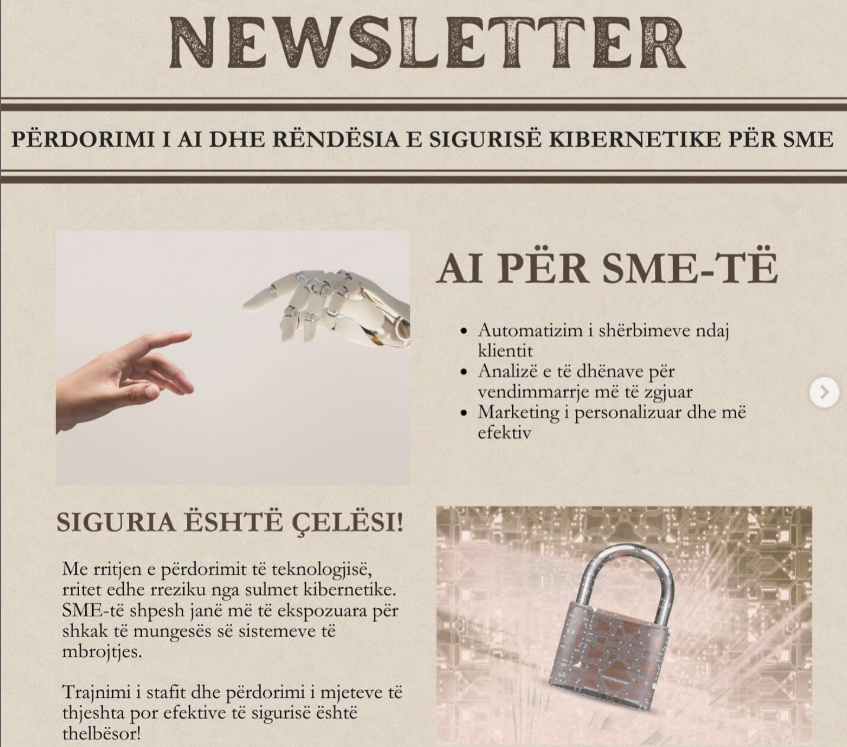 NEWSLETTER
PËRDORIMI I AI DHE RËNDËSIA E SIGURISË KIBERNETIKE PËR SME
AI PËR SME-TË
• Automatizim i shërbimeve ndaj
klientit
• Analizë e të dhënave për
vendimmarrje më të zgjuar
• Marketing i personalizuar dhe më
efektiv
SIGURIA ËSHTË ÇELËSI!
Me rritjen e përdorimit të teknologjisë,
rritet edhe rreziku nga sulmet kibernetike.
SME-të shpesh janë më të ekspozuara për
shkak të mungesës së sistemeve të
mbrojtjes.
Trajnimi i stafit dhe përdorimi i mjeteve të
thjeshta por efektive të sigurisë është
thelbësor!